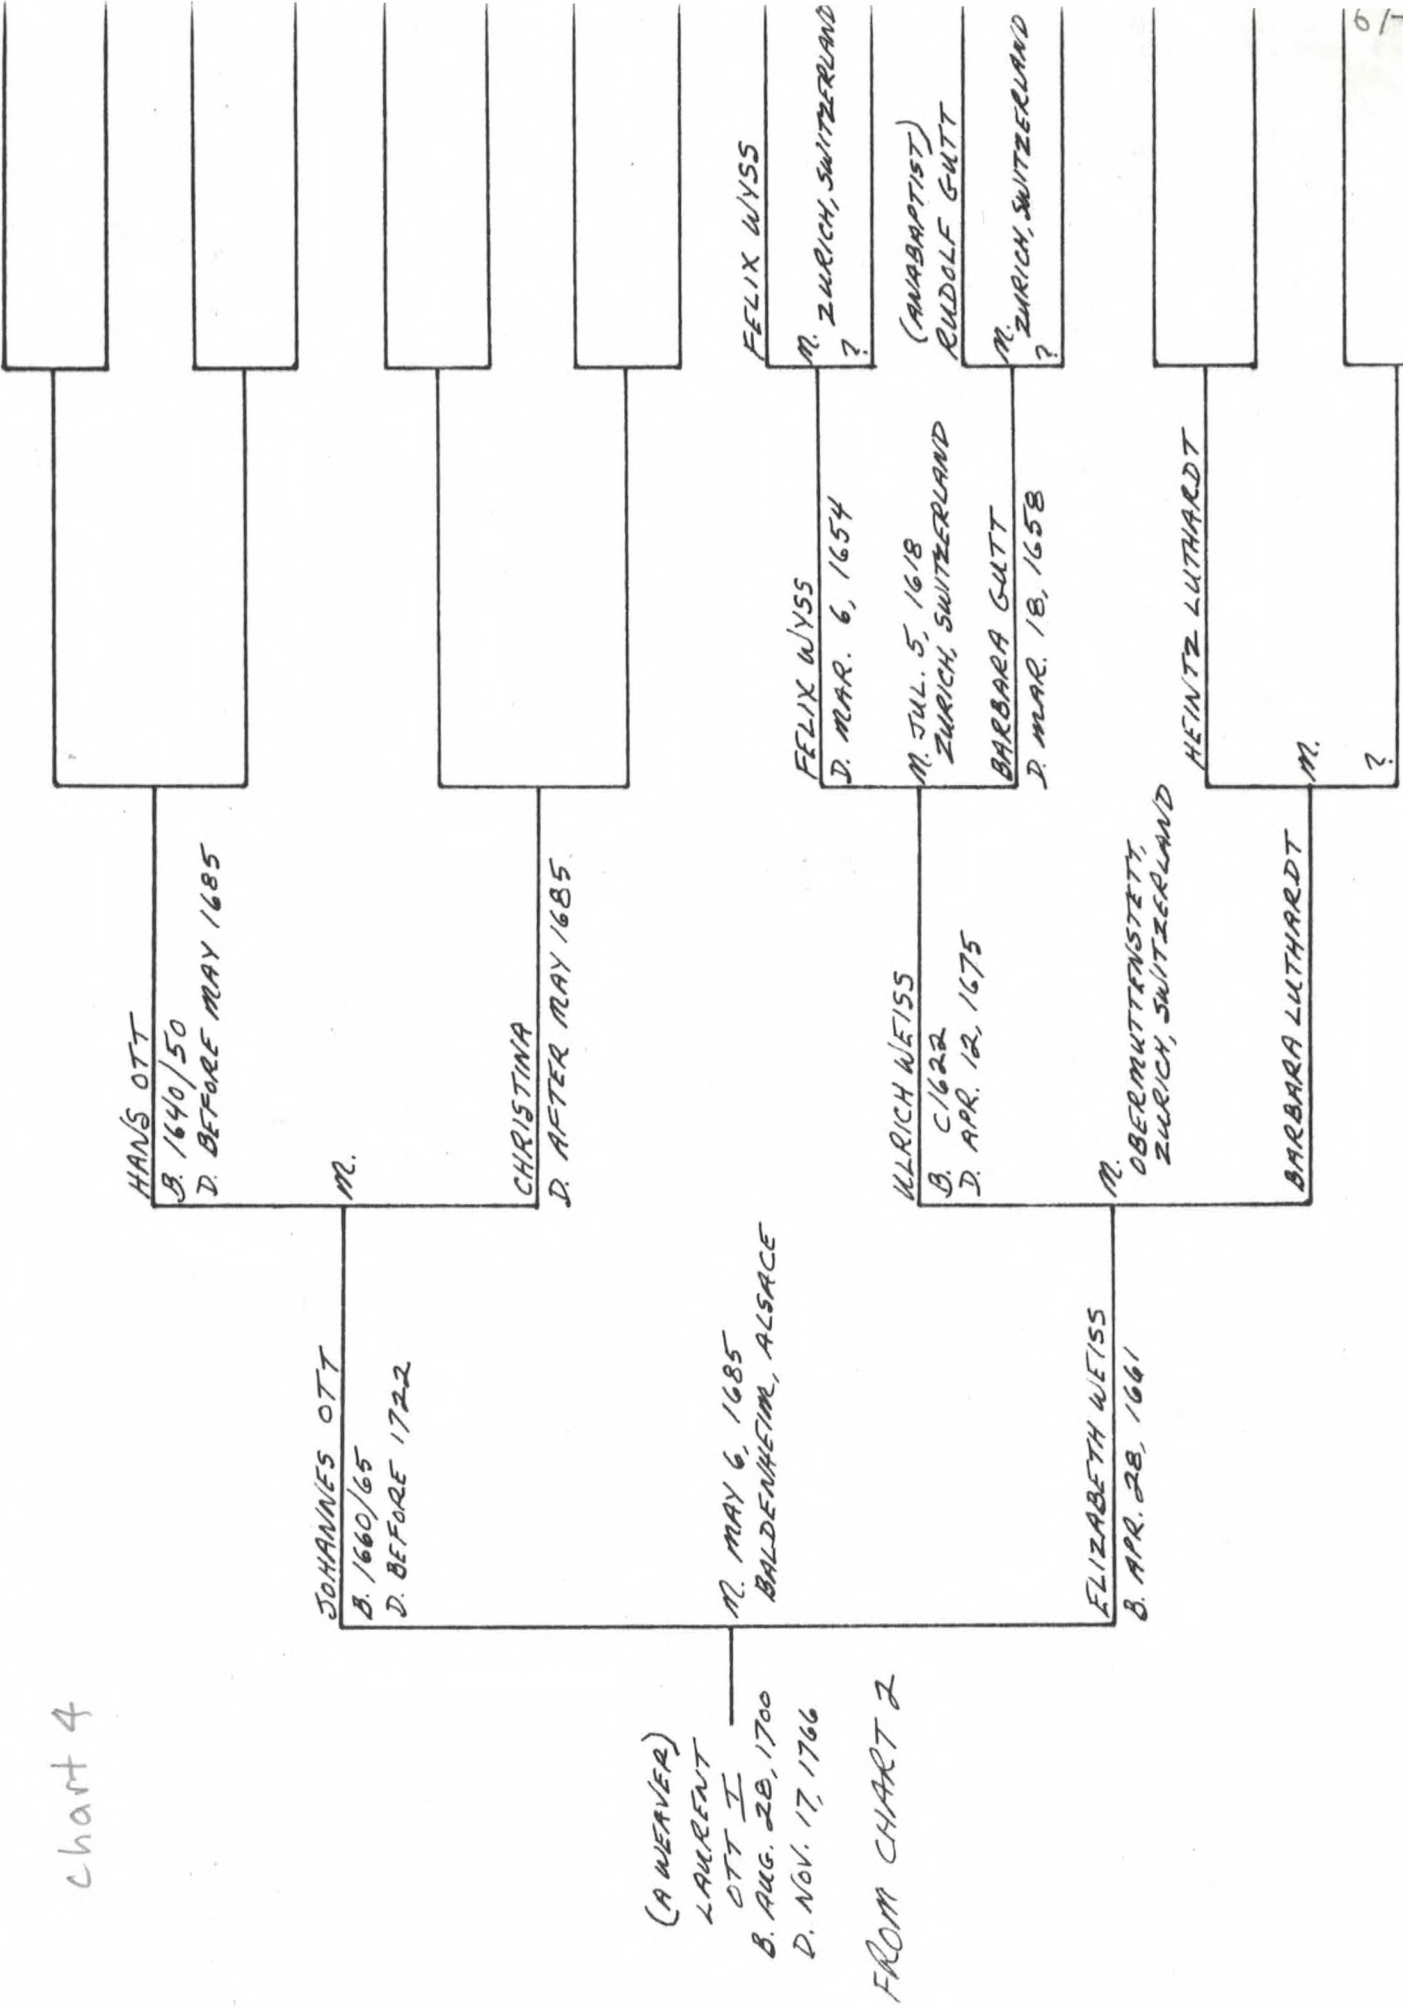 chart 4
(A WEAVER)
LAURENT
OTT I
B. AUG. 28, 1700
D. NOV. 17, 1766
FROM CHART 2
JOHANNES OTT
B. 1660/65
D. BEFORE 1722
M. MAY 6, 1685
BALDENHEIM, ALSACE
ELIZABETH WEISS
B. APR. 28, 1661
HANS OTT
B. 1640/50
D. BEFORE MAY 1685
M.
CHRISTINA
D. AFTER MAY 1685
ULRICH WEISS
B. C1622
D. APR. 12, 1675
M.
OBERMUTTENSTETT,
ZURICH, SWITZERLAND
BARBARA LUTHARDT
FELIX WYSS
D. MAR. 6, 1654
M. JUL. 5, 1618
ZURICH, SWITZERLAND
BARBARA GUTT
D. MAR. 18, 1658
HEINTZ LUTHARDT
M.
?
FELIX WYSS
M. ZURICH, SWITZERLAND
?
(ANABAPTIST)
RUDOLF GUTT
M.
ZURICH, SWITZERLAND
?